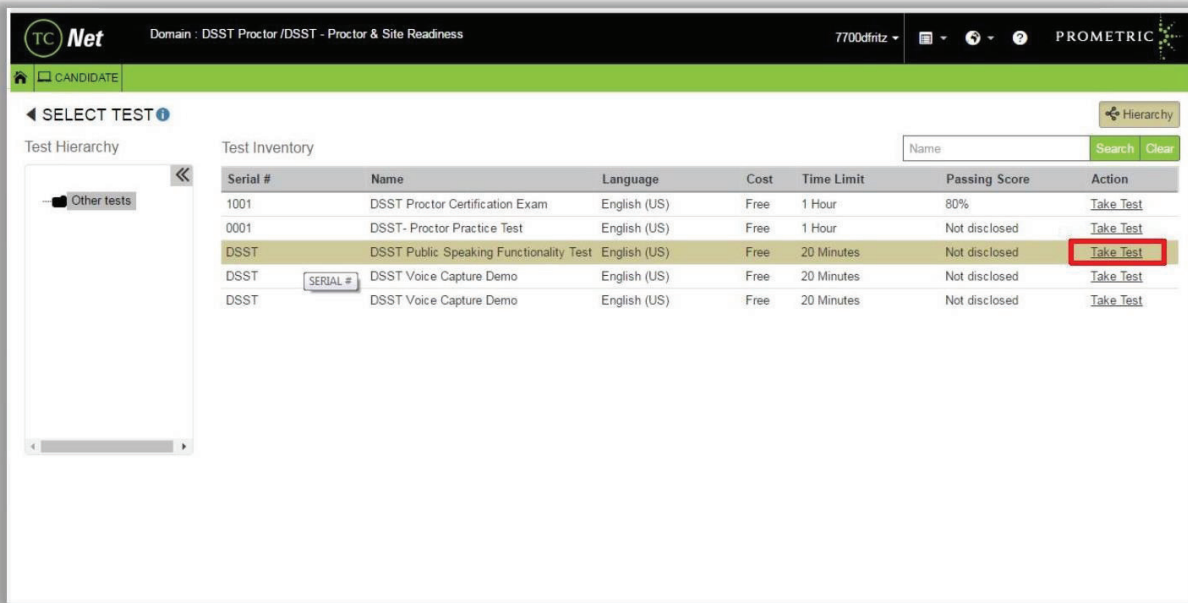 TC Net Domain : DSST Proctor /DSST - Proctor & Site Readiness 7700dfritz PROMETRIC
CANDIDATE
SELECT TEST Hierarchy
Test Hierarchy Test Inventory Name Search Clear
Serial # Name Language Cost Time Limit Passing Score Action
Other tests
1001 DSST Proctor Certification Exam English (US) Free 1 Hour 80% Take Test
0001 DSST- Proctor Practice Test English (US) Free 1 Hour Not disclosed Take Test
DSST DSST Public Speaking Functionality Test English (US) Free 20 Minutes Not disclosed Take Test
DSST DSST Voice Capture Demo English (US) Free 20 Minutes Not disclosed Take Test
SERIAL #
DSST DSST Voice Capture Demo English (US) Free 20 Minutes Not disclosed Take Test